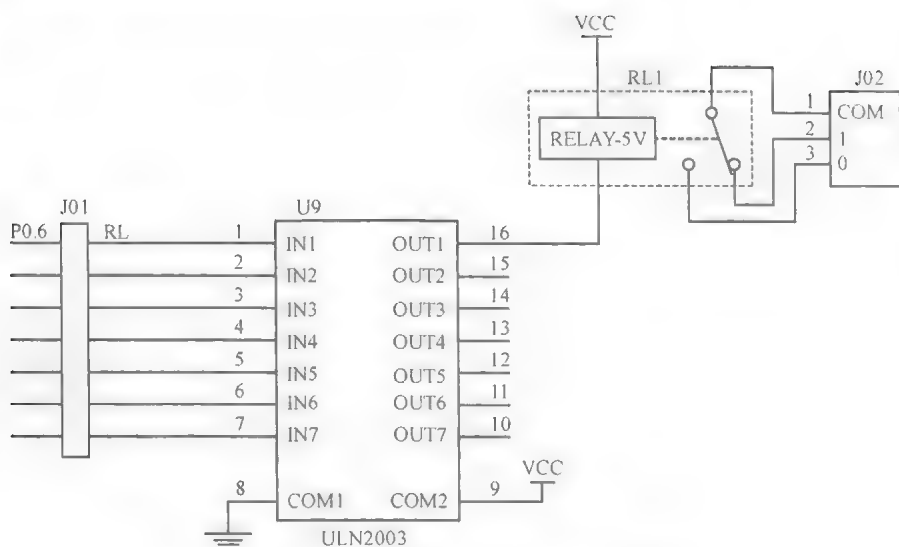 VCC
RL1
J02
RELAY-5V
1 COM
2 1
3 0
J01
U9
P0.6 RL 1 IN1 OUT1 16
2 IN2 OUT2 15
3 IN3 OUT3 14
4 IN4 OUT4 13
5 IN5 OUT5 12
6 IN6 OUT6 11
7 IN7 OUT7 10
VCC
8 COM1 COM2 9
ULN2003